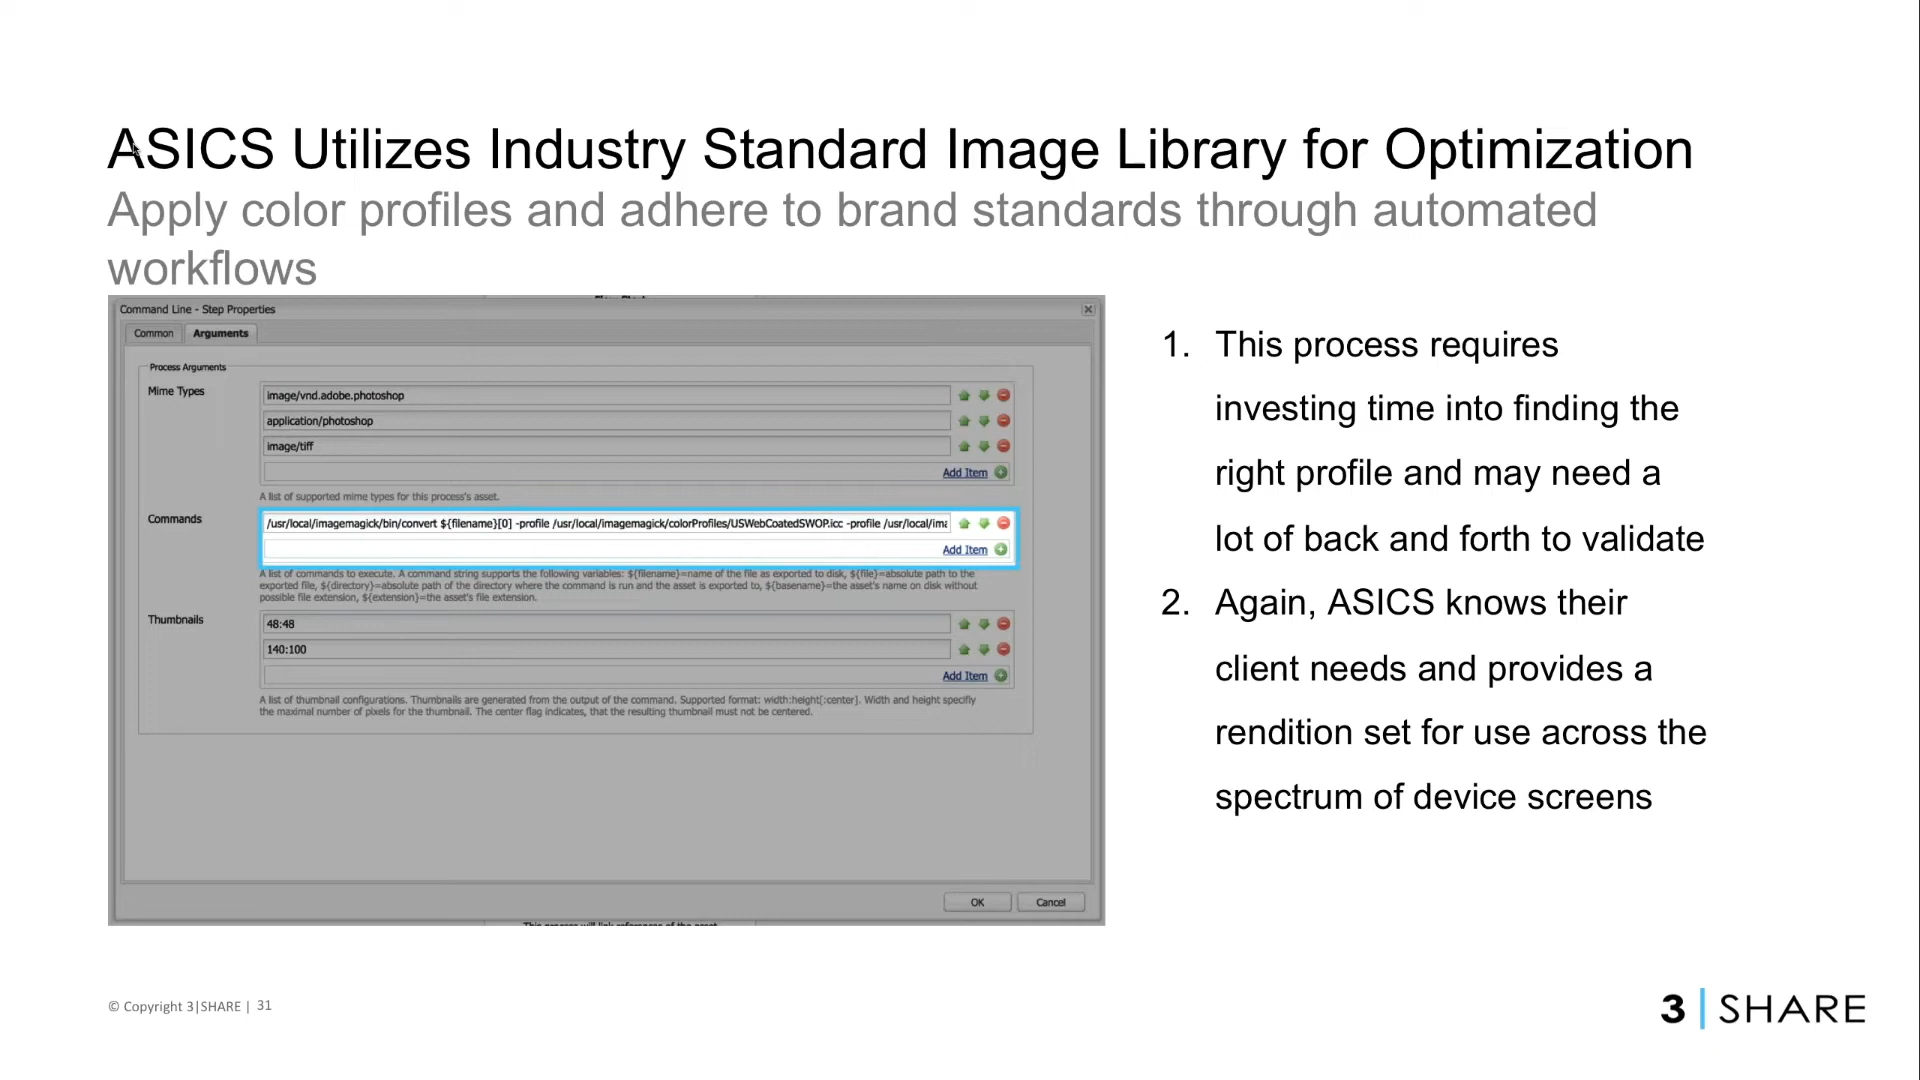 ASICS Utilizes Industry Standard Image Library for Optimization
Apply color profiles and adhere to brand standards through automated
workflows
Command Line - Step Properties
Common
Arguments
Process Arguments
Mime Types
image/vnd.adobe.photoshop
application/photoshop
image/tiff
Add Item
A list of supported mime types for this process's asset.
Commands
/usr/local/imagemagick/bin/convert ${filename}[0] -profile /usr/local/imagemagick/colorProfiles/USWebCoatedSWOP.icc -profile /usr/local/ima
Add Item
A list of commands to execute. A command string supports the following variables: ${filename}=name of the file as exported to disk, ${file}=absolute path to the
exported file, ${directory}=absolute path of the directory where the command is run and the asset is exported to, ${basename}=the asset's name on disk without
possible file extension, ${extension}=the asset's file extension.
Thumbnails
48:48
140:100
Add Item
A list of thumbnail configurations. Thumbnails are generated from the output of the command. Supported format: width:height[:center]. Width and height specifiy
the maximal number of pixels for the thumbnail. The center flag indicates, that the resulting thumbnail must not be centered.
OK
Cancel
1. This process requires
investing time into finding the
right profile and may need a
lot of back and forth to validate
2. Again, ASICS knows their
client needs and provides a
rendition set for use across the
spectrum of device screens
© Copyright 3|SHARE | 31
3 | SHARE